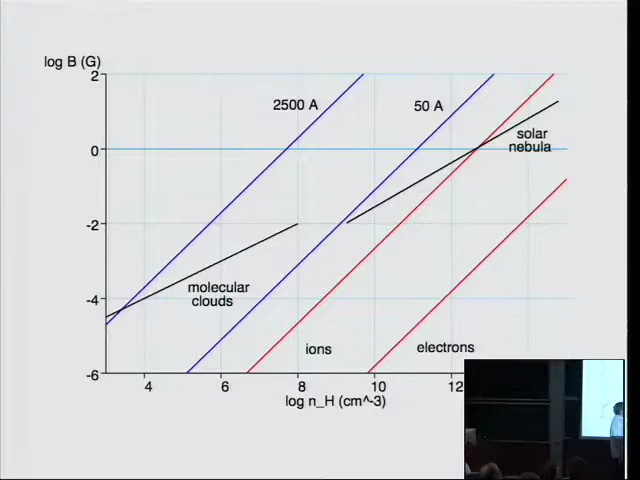 log B (G)
2
0
-2
-4
-6
2500 A
50 A
solar
nebula
molecular
clouds
ions
electrons
4
6
8
10
12
log n_H (cm^-3)